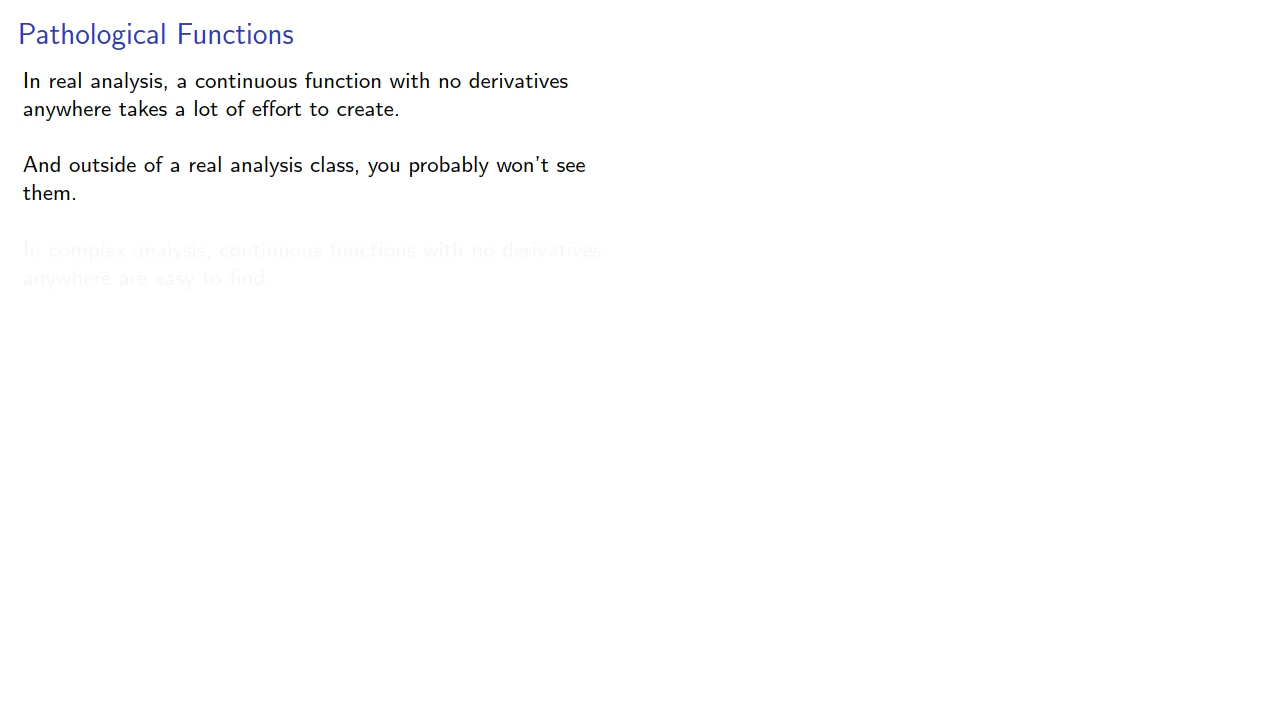 Pathological Functions
In real analysis, a continuous function with no derivatives
anywhere takes a lot of effort to create.
And outside of a real analysis class, you probably won't see
them.
In complex analysis, continuous functions with no derivatives
anywhere are easy to find.